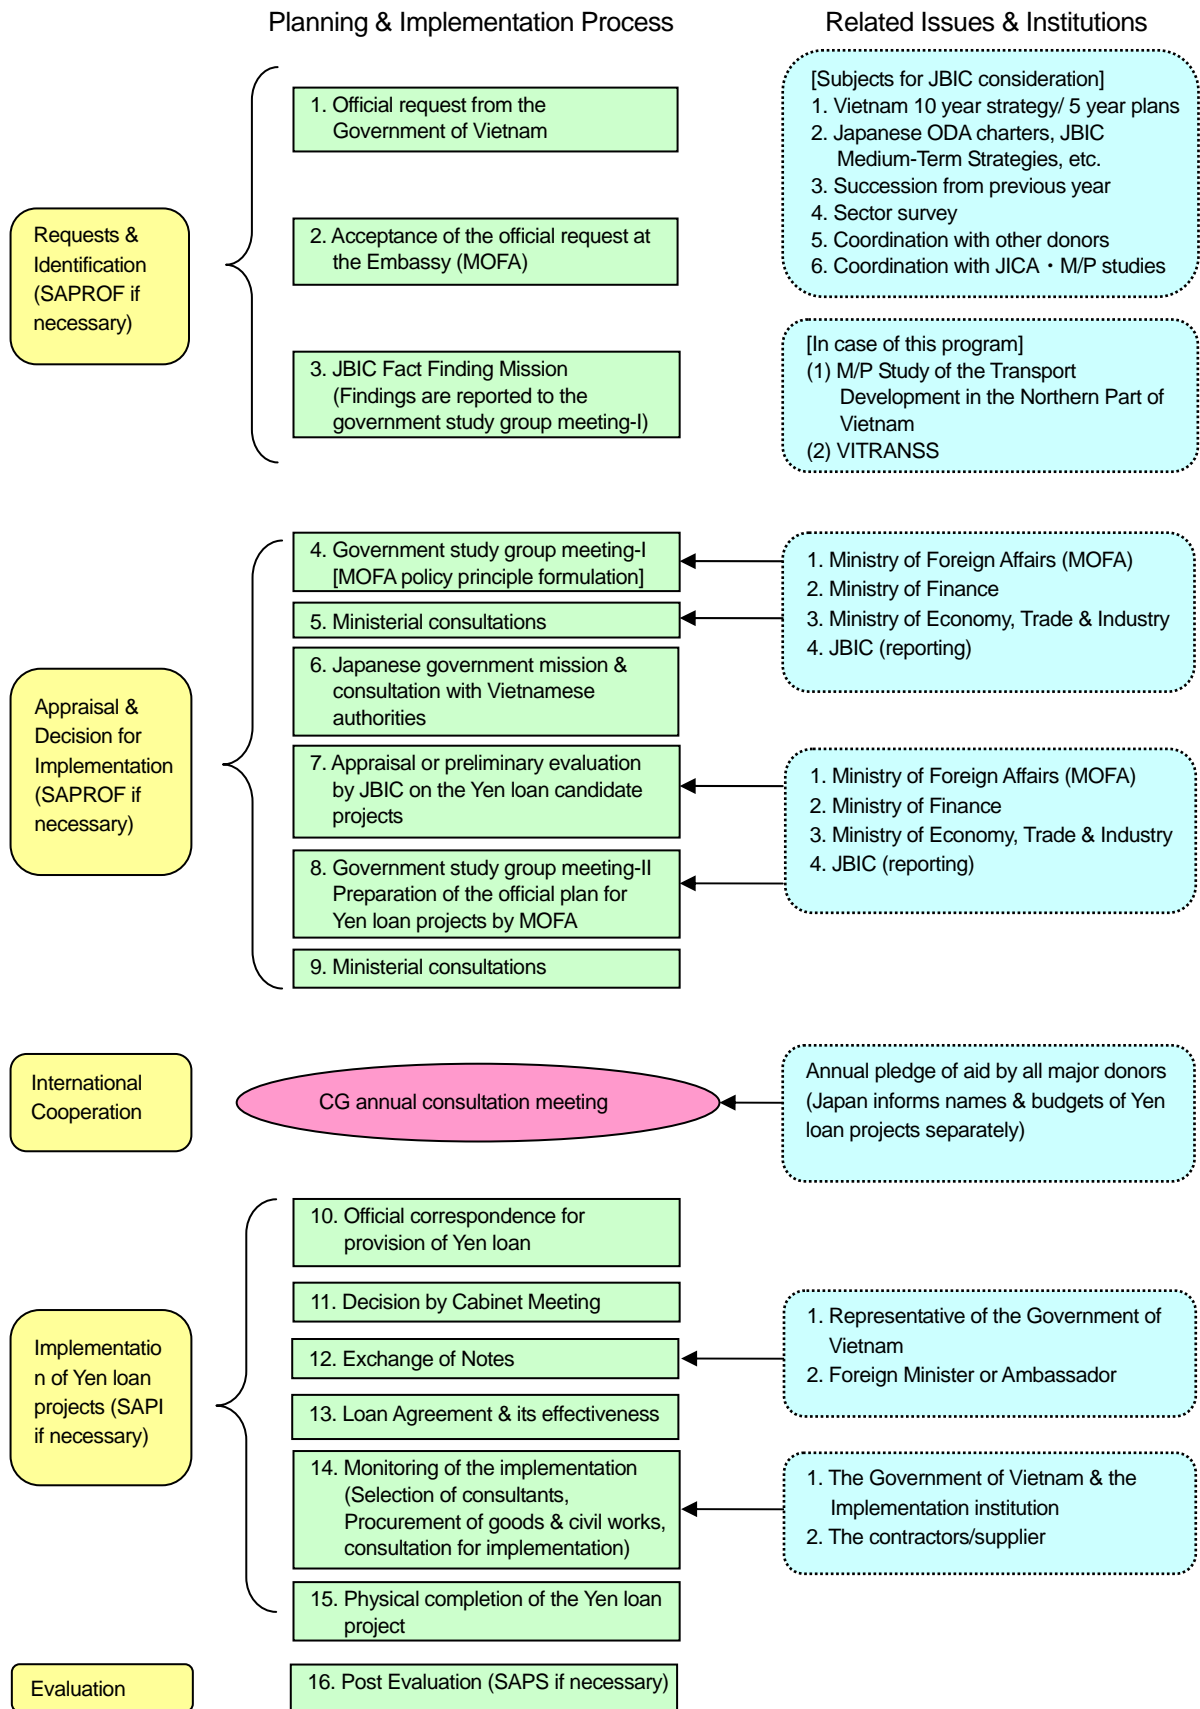 Planning & Implementation Process
Related Issues & Institutions
Requests &
Identification
(SAPROF if
necessary)
1. Official request from the
Government of Vietnam
2. Acceptance of the official request at
the Embassy (MOFA)
3. JBIC Fact Finding Mission
(Findings are reported to the
government study group meeting-I)
[Subjects for JBIC consideration]
1. Vietnam 10 year strategy/ 5 year plans
2. Japanese ODA charters, JBIC
Medium-Term Strategies, etc.
3. Succession from previous year
4. Sector survey
5. Coordination with other donors
6. Coordination with JICA・M/P studies
[In case of this program]
(1) M/P Study of the Transport
Development in the Northern Part of
Vietnam
(2) VITRANSS
Appraisal &
Decision for
Implementation
(SAPROF if
necessary)
4. Government study group meeting-I
[MOFA policy principle formulation]
5. Ministerial consultations
6. Japanese government mission &
consultation with Vietnamese
authorities
7. Appraisal or preliminary evaluation
by JBIC on the Yen loan candidate
projects
8. Government study group meeting-II
Preparation of the official plan for
Yen loan projects by MOFA
9. Ministerial consultations
1. Ministry of Foreign Affairs (MOFA)
2. Ministry of Finance
3. Ministry of Economy, Trade & Industry
4. JBIC (reporting)
1. Ministry of Foreign Affairs (MOFA)
2. Ministry of Finance
3. Ministry of Economy, Trade & Industry
4. JBIC (reporting)
International
Cooperation
CG annual consultation meeting
Annual pledge of aid by all major donors
(Japan informs names & budgets of Yen
loan projects separately)
Implementatio
n of Yen loan
projects (SAPI
if necessary)
10. Official correspondence for
provision of Yen loan
11. Decision by Cabinet Meeting
12. Exchange of Notes
13. Loan Agreement & its effectiveness
14. Monitoring of the implementation
(Selection of consultants,
Procurement of goods & civil works,
consultation for implementation)
15. Physical completion of the Yen loan
project
1. Representative of the Government of
Vietnam
2. Foreign Minister or Ambassador
1. The Government of Vietnam & the
Implementation institution
2. The contractors/supplier
Evaluation
16. Post Evaluation (SAPS if necessary)